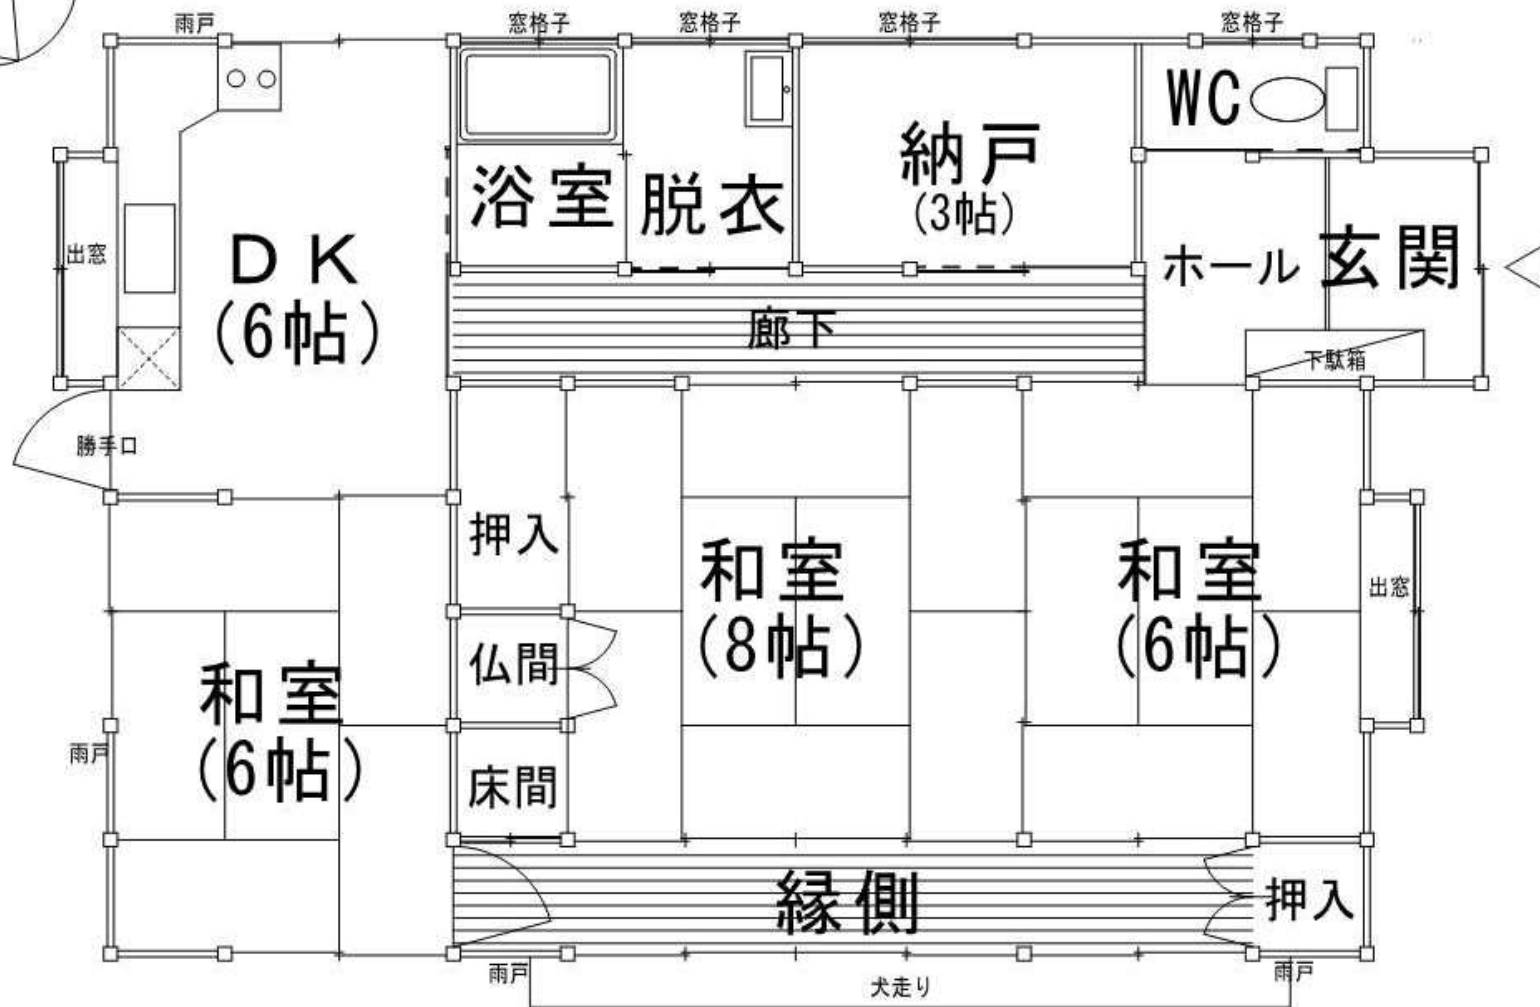 雨戸
窓格子
窓格子
窓格子
窓格子
WC
納戸
(3帖)
浴室
脱衣
DK
(6帖)
出窓
ホール
玄関
廊下
下駄箱
勝手口
押入
和室
(8帖)
和室
(6帖)
出窓
仏間
和室
(6帖)
雨戸
床間
縁側
押入
雨戸
犬走り
雨戸